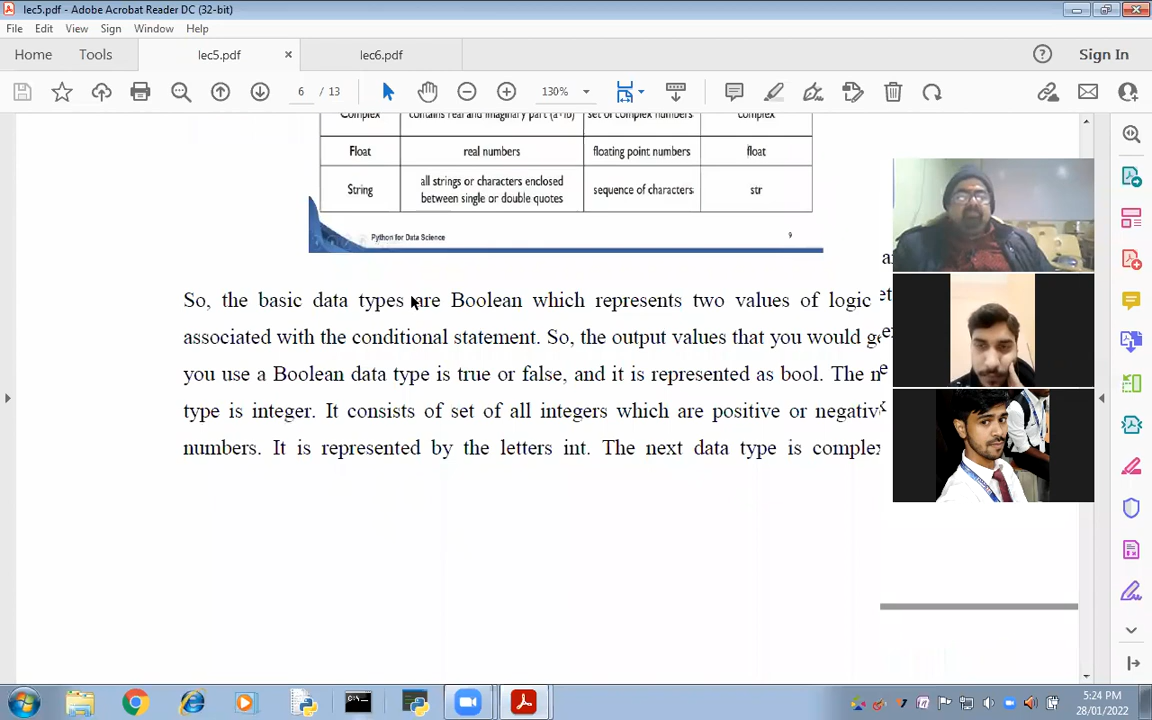 lec5.pdf - Adobe Acrobat Reader DC (32-bit)
File Edit View Sign Window Help
Home Tools lec5.pdf × lec6.pdf ? Sign In
6 / 13 130%
Complex contains real and imaginary part (a+ib) set of complex numbers complex
Float real numbers floating point numbers float
String all strings or characters enclosed between single or double quotes sequence of characters str
Python for Data Science 9
So, the basic data types are Boolean which represents two values of logic
associated with the conditional statement. So, the output values that you would
you use a Boolean data type is true or false, and it is represented as bool. The
type is integer. It consists of set of all integers which are positive or
numbers. It is represented by the letters int. The next data type is
5:24 PM
28/01/2022